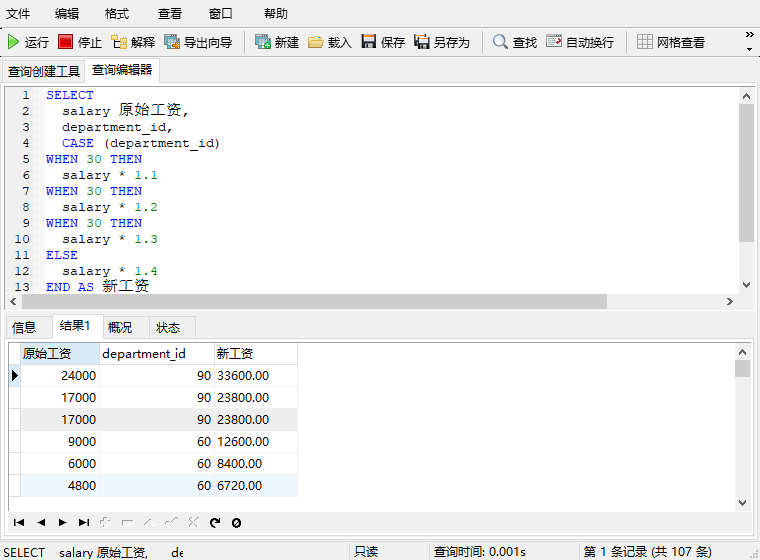 文件 编辑 格式 查看 窗口 帮助
运行 停止 解释 导出向导 新建 载入 保存 另存为 查找 自动换行 网格查看
查询创建工具 查询编辑器
1 SELECT
2 salary 原始工资,
3 department_id,
4 CASE (department_id)
5 WHEN 30 THEN
6 salary * 1.1
7 WHEN 30 THEN
8 salary * 1.2
9 WHEN 30 THEN
10 salary * 1.3
11 ELSE
12 salary * 1.4
13 END AS 新工资
信息 结果1 概况 状态
原始工资 department_id 新工资
24000 90 33600.00
17000 90 23800.00
17000 90 23800.00
9000 60 12600.00
6000 60 8400.00
4800 60 6720.00
SELECT salary 原始工资, de 只读 查询时间: 0.001s 第 1 条记录 (共 107 条)